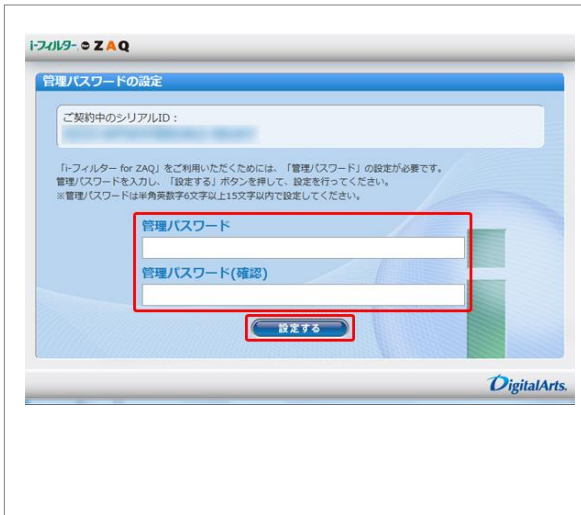 i-フィルター for ZAQ
管理パスワードの設定
ご契約中のシリアルID：
「i-フィルター for ZAQ」をご利用いただくためには、「管理パスワード」の設定が必要です。
管理パスワードを入力し、「設定する」ボタンを押して、設定を行ってください。
※管理パスワードは半角英数字6文字以上15文字以内で設定してください。
管理パスワード
管理パスワード(確認)
設定する
DigitalArts.